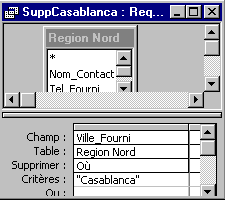 SuppCasablanca : Req...
Region Nord
*
Nom_Contact
Tel_Fourni
Champ : Ville_Fourni
Table : Region Nord
Supprimer : Où
Critères : "Casablanca"
Ou :